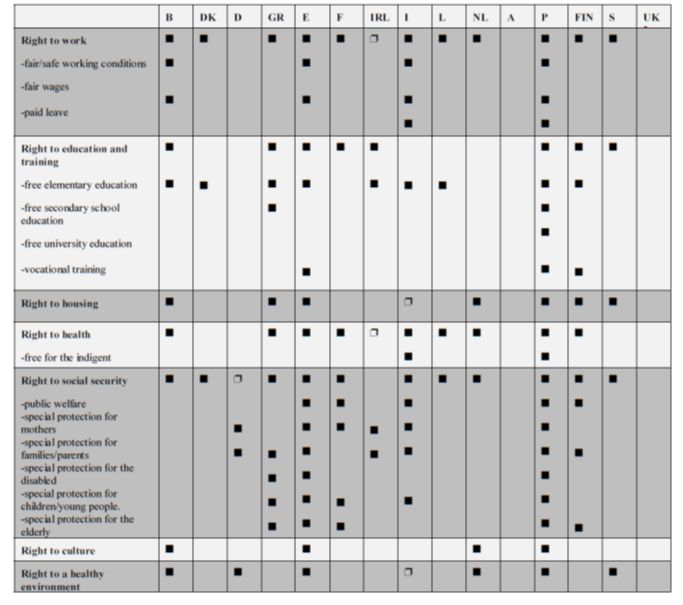 B DK D GR E F IRL I L NL A P FIN S UK
Right to work ■ ■ ■ ■ ■ ❒ ■ ■ ■ ■ ■ ■
-fair/safe working conditions ■ ■ ■ ■
-fair wages
■ ■ ■ ■
-paid leave
■ ■
Right to education and ■ ■ ■ ■ ■ ■ ■ ■
training
-free elementary education ■ ■ ■ ■ ■ ■ ■ ■ ■
-free secondary school ■ ■
education
■
-free university education
-vocational training ■ ■ ■
Right to housing ■ ■ ■ ❒ ■ ■ ■ ■
Right to health ■ ■ ■ ■ ❒ ■ ■ ■ ■ ■
-free for the indigent ■ ■
Right to social security ■ ■ ❒ ■ ■ ■ ■ ■ ■ ■ ■ ■
-public welfare ■ ■ ■ ■ ■
-special protection for
mothers ■ ■ ■ ■ ■ ■
-special protection for
families/parents ■ ■ ■ ■ ■ ■ ■
-special protection for the
disabled ■ ■ ■
-special protection for
children/young people. ■ ■ ■ ■ ■
-special protection for the
elderly ■ ■ ■ ■ ■
Right to culture ■ ■ ■ ■
Right to a healthy ■ ■ ■ ❒ ■ ■ ■
environment